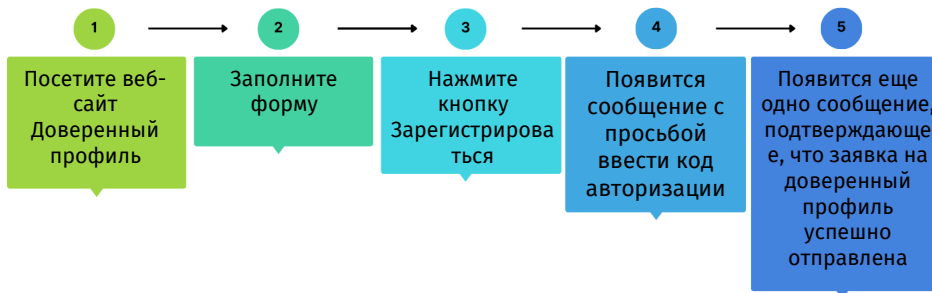 1
2
3
4
5
Посетите веб-
сайт
Доверенный
профиль
Заполните
форму
Нажмите
кнопку
Зарегистрирова
ться
Появится
сообщение с
просьбой
ввести код
авторизации
Появится еще
одно сообщение,
подтверждающе
е, что заявка на
доверенный
профиль
успешно
отправлена